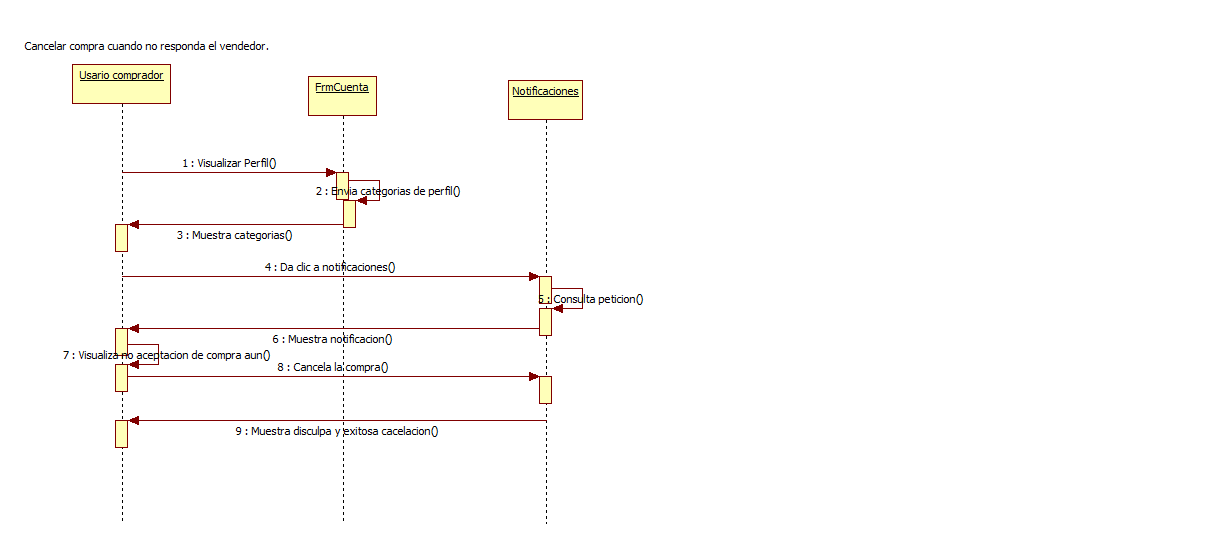 Cancelar compra cuando no responda el vendedor.
Usario comprador
FrmCuenta
Notificaciones
1 : Visualizar Perfil()
2 : Envia categorias de perfil()
3 : Muestra categorias()
4 : Da clic a notificaciones()
5 : Consulta peticion()
6 : Muestra notificacion()
7 : Visualiza no aceptacion de compra aun()
8 : Cancela la compra()
9 : Muestra disculpa y exitosa cacelacion()